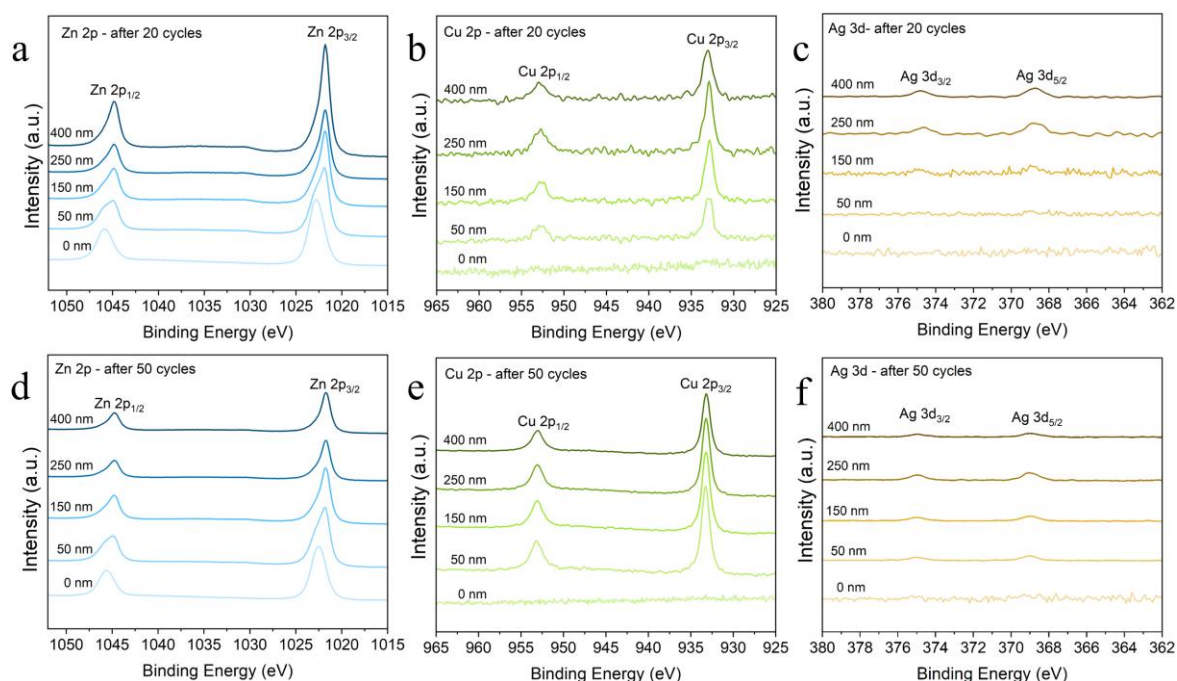 a
Zn 2p - after 20 cycles
Zn 2p3/2
Zn 2p1/2
400 nm
250 nm
150 nm
50 nm
0 nm
1050 1045 1040 1035 1030 1025 1020 1015
Binding Energy (eV)
Intensity (a.u.)
b
Cu 2p - after 20 cycles
Cu 2p3/2
Cu 2p1/2
400 nm
250 nm
150 nm
50 nm
0 nm
965 960 955 950 945 940 935 930 925
Binding Energy (eV)
Intensity (a.u.)
c
Ag 3d- after 20 cycles
Ag 3d3/2
Ag 3d5/2
400 nm
250 nm
150 nm
50 nm
0 nm
380 378 376 374 372 370 368 366 364 362
Binding Energy (eV)
Intensity (a.u.)
d
Zn 2p - after 50 cycles
Zn 2p3/2
Zn 2p1/2
400 nm
250 nm
150 nm
50 nm
0 nm
1050 1045 1040 1035 1030 1025 1020 1015
Binding Energy (eV)
Intensity (a.u.)
e
Cu 2p - after 50 cycles
Cu 2p3/2
Cu 2p1/2
400 nm
250 nm
150 nm
50 nm
0 nm
965 960 955 950 945 940 935 930 925
Binding Energy (eV)
Intensity (a.u.)
f
Ag 3d - after 50 cycles
Ag 3d3/2
Ag 3d5/2
400 nm
250 nm
150 nm
50 nm
0 nm
380 378 376 374 372 370 368 366 364 362
Binding Energy (eV)
Intensity (a.u.)